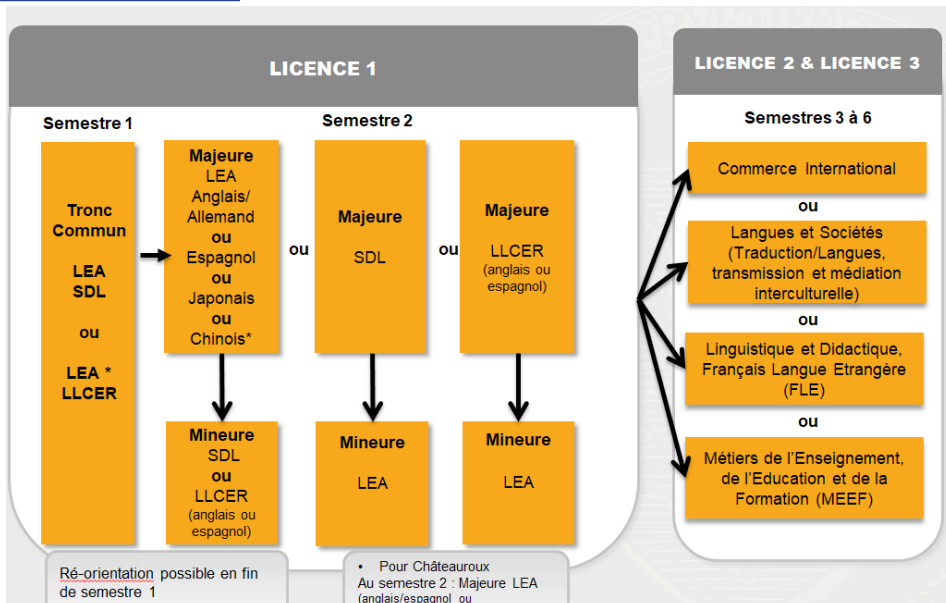 LICENCE 1
Semestre 1
Tronc
Commun
LEA
SDL
ou
LEA *
LLCER
Majeure
LEA
Anglais/
Allemand
ou
Espagnol
ou
Japonais
ou
Chinois*
Mineure
SDL
ou
LLCER
(anglais ou
espagnol)
ou
Semestre 2
Majeure
SDL
Mineure
LEA
ou
Majeure
LLCER
(anglais ou
espagnol)
Mineure
LEA
Ré-orientation possible en fin
de semestre 1
• Pour Châteauroux
Au semestre 2 : Majeure LEA
(anglais/espagnol ou
LICENCE 2 & LICENCE 3
Semestres 3 à 6
Commerce International
ou
Langues et Sociétés
(Traduction/Langues,
transmission et médiation
interculturelle)
ou
Linguistique et Didactique,
Français Langue Etrangère
(FLE)
ou
Métiers de l'Enseignement,
de l'Education et de la
Formation (MEEF)